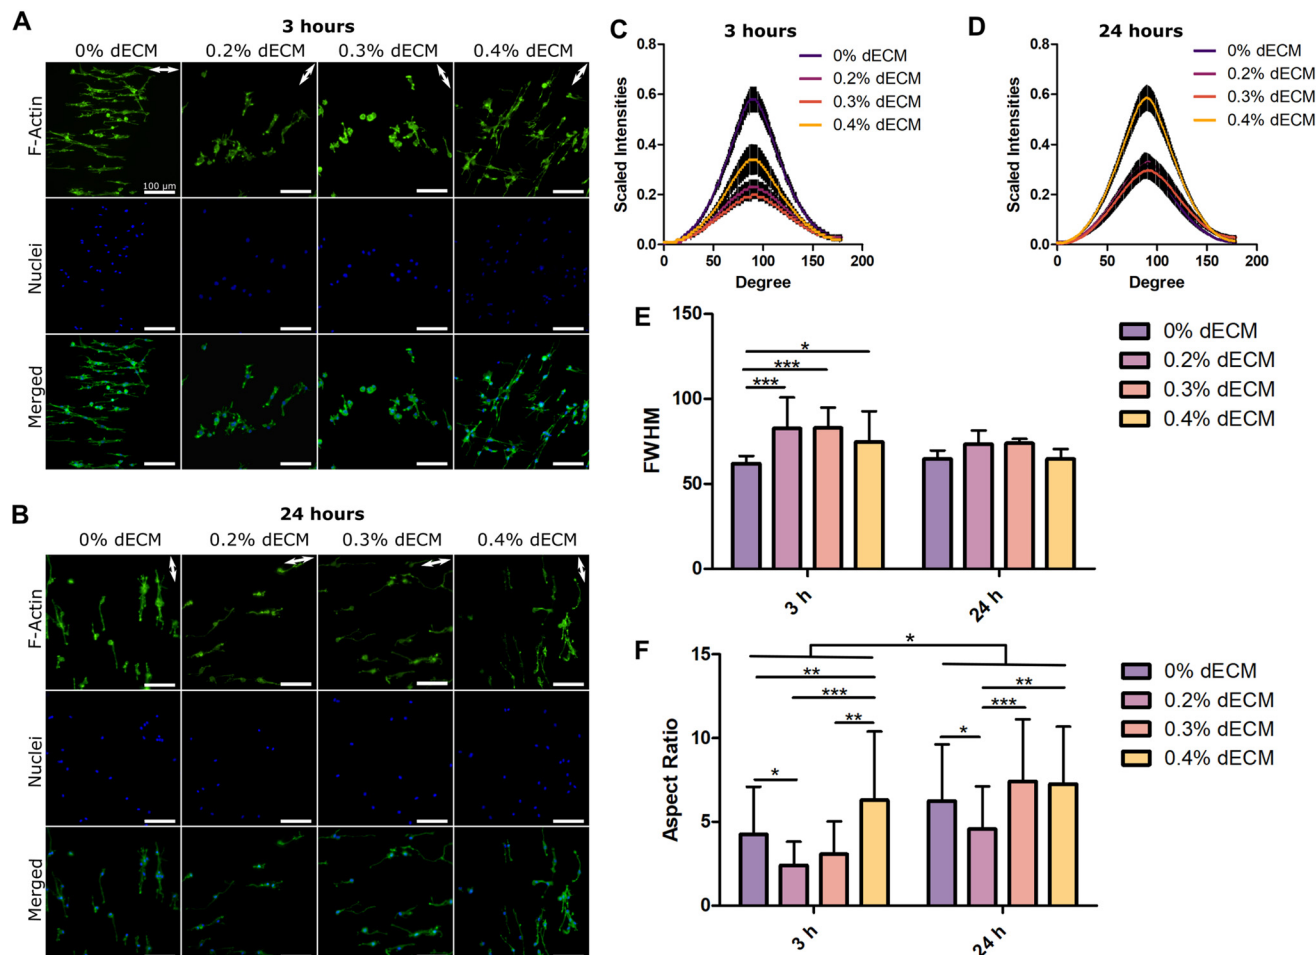 A
3 hours
0% dECM 0.2% dECM 0.3% dECM 0.4% dECM
F-Actin
100 µm
Nuclei
Merged
B
24 hours
0% dECM 0.2% dECM 0.3% dECM 0.4% dECM
F-Actin
Nuclei
Merged
C
3 hours
Scaled Intensities
0.8
0.6
0.4
0.2
0.0
0 50 100 150 200
Degree
0% dECM
0.2% dECM
0.3% dECM
0.4% dECM
D
24 hours
Scaled Intensities
0.8
0.6
0.4
0.2
0.0
0 50 100 150 200
Degree
0% dECM
0.2% dECM
0.3% dECM
0.4% dECM
E
FWHM
150
100
50
0
*
***
***
3 h 24 h
0% dECM
0.2% dECM
0.3% dECM
0.4% dECM
F
Aspect Ratio
15
10
5
0
*
** **
*** ***
** *
*
3 h 24 h
0% dECM
0.2% dECM
0.3% dECM
0.4% dECM